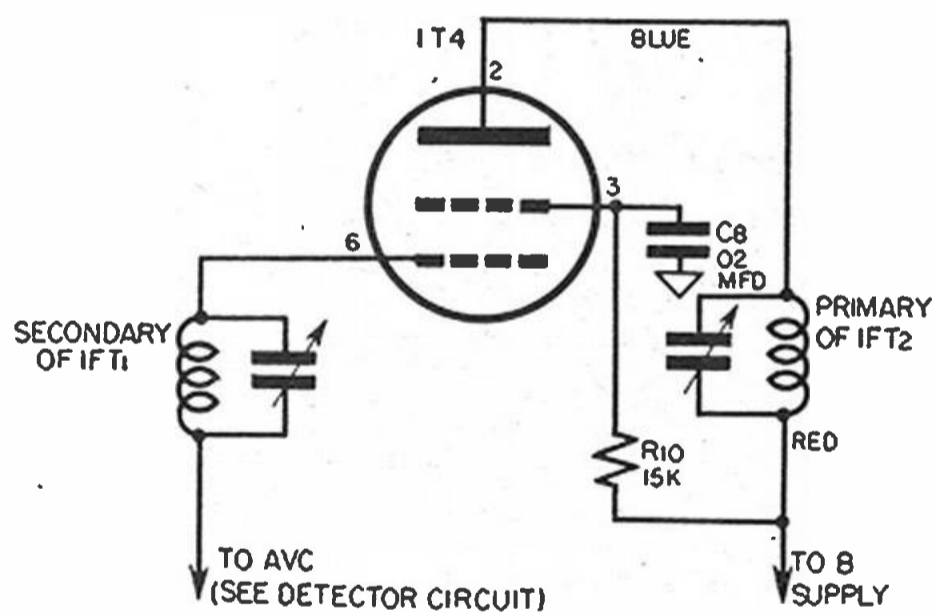 1T4
BLUE
2
3
6
C8
02
MFD
SECONDARY
OF IFT1
PRIMARY
OF IFT2
RED
R10
15K
TO AVC
(SEE DETECTOR CIRCUIT)
TO B
SUPPLY